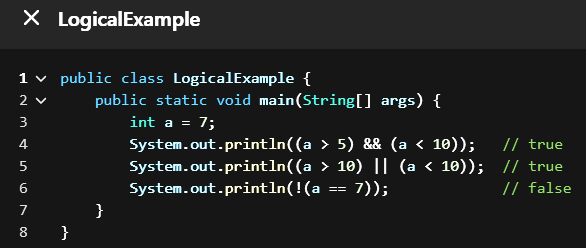 ✕ LogicalExample
1 public class LogicalExample {
2     public static void main(String[] args) {
3         int a = 7;
4         System.out.println((a > 5) && (a < 10));   // true
5         System.out.println((a > 10) || (a < 10));  // true
6         System.out.println(!(a == 7));             // false
7     }
8 }